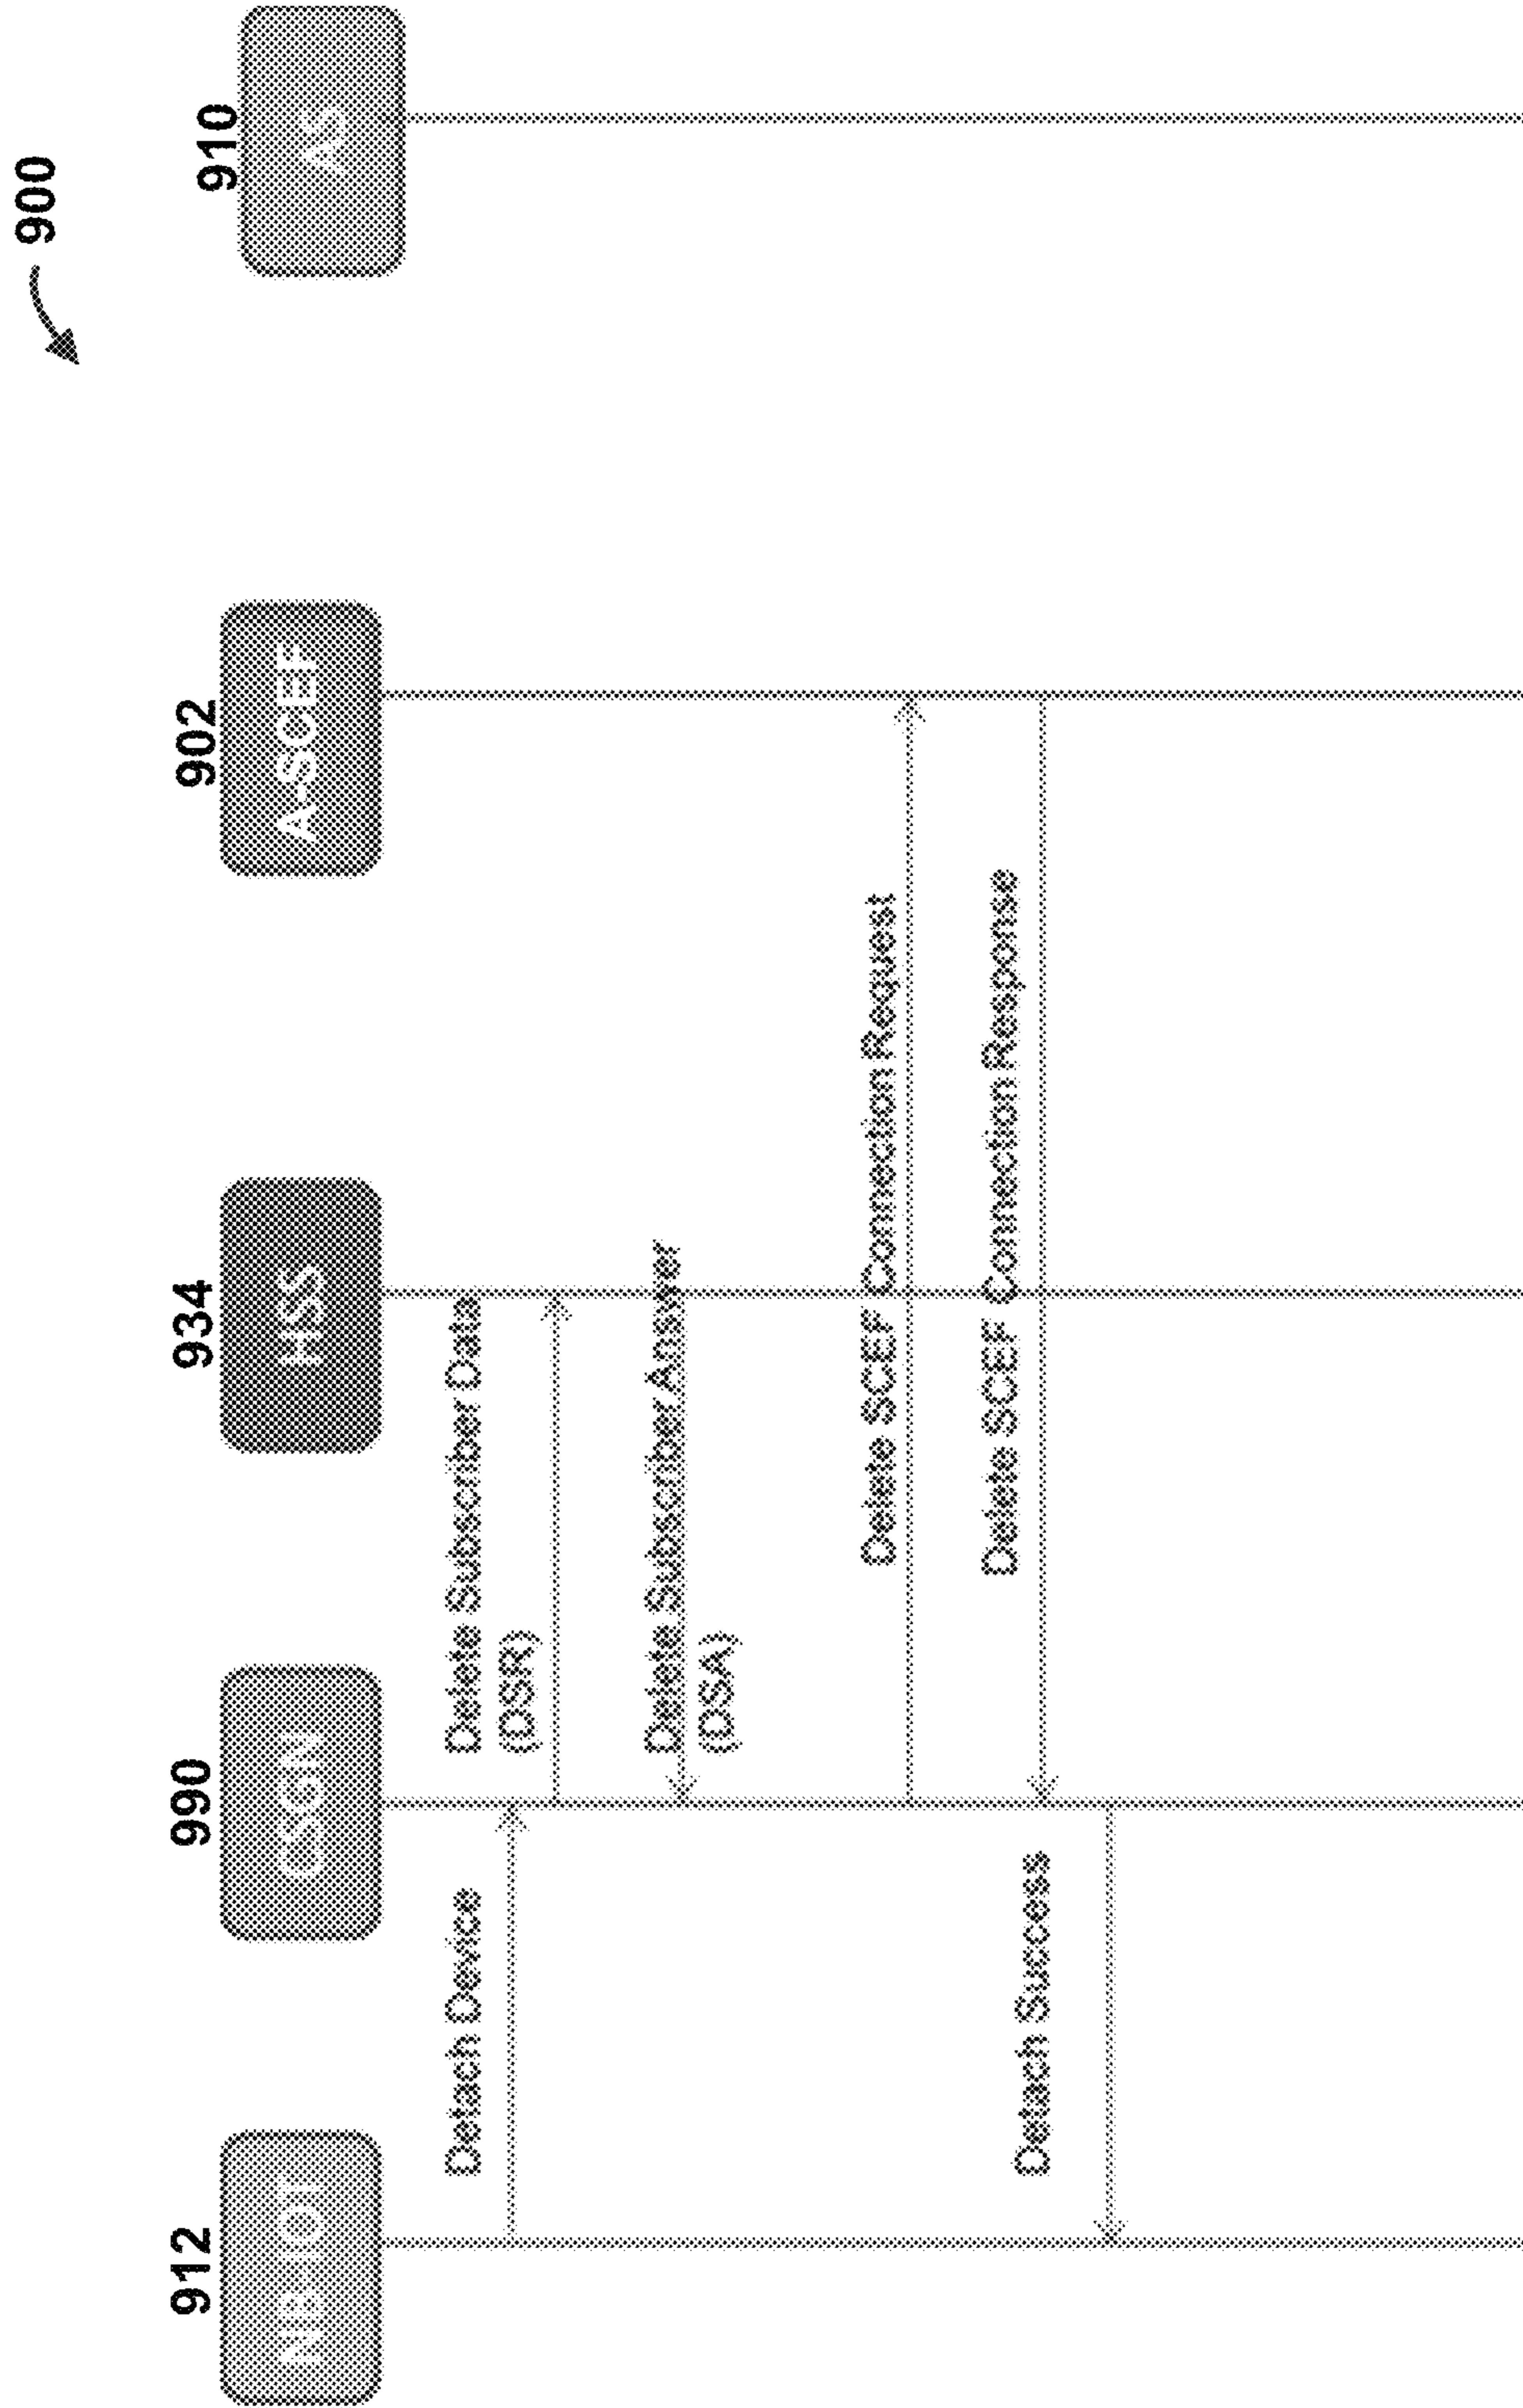 900
912
990
934
902
910
NB-IOT
CSGN
HSS
A-SCEF
AS
Detach Device
Delete Subscriber Data
(DSR)
Delete Subscriber Answer
(DSA)
Delete SCEF Connection Request
Delete SCEF Connection Response
Detach Success